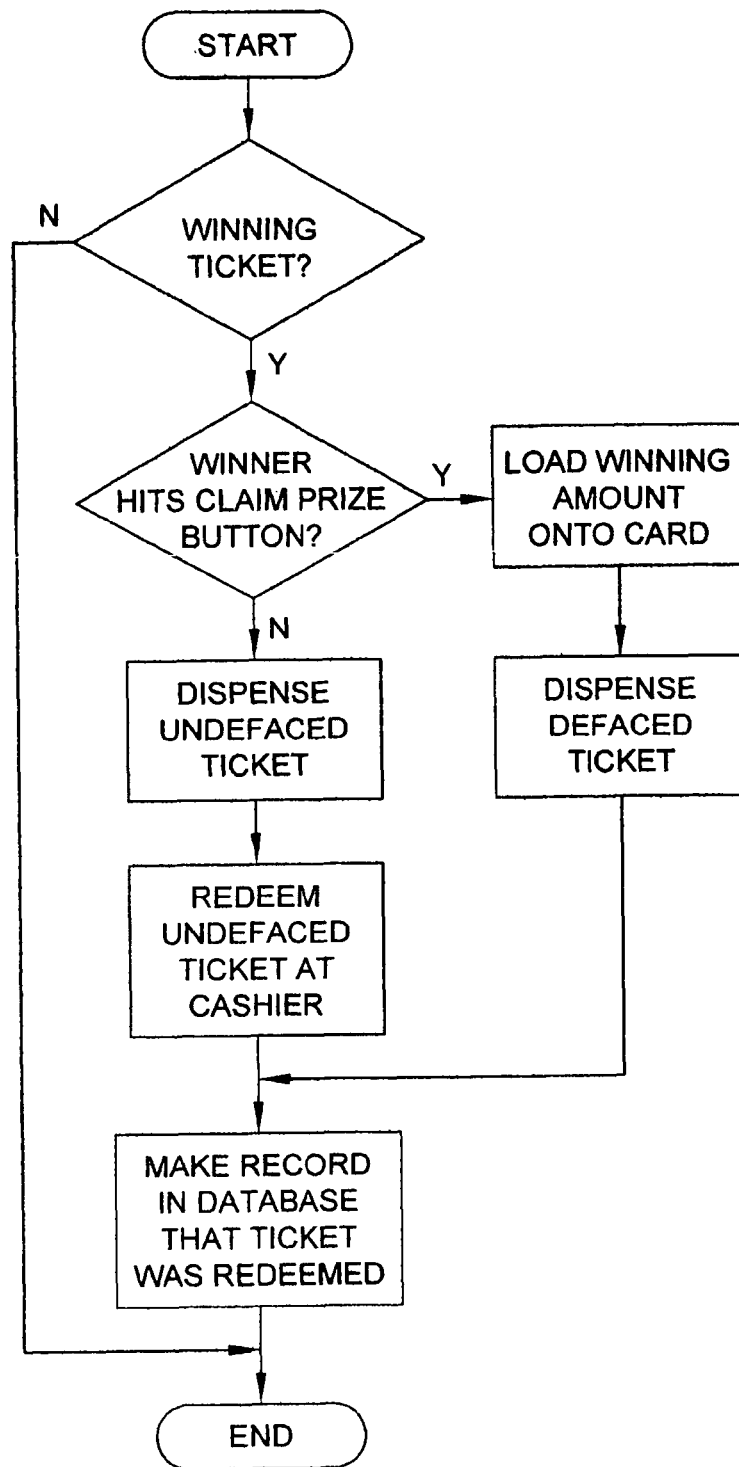 START
N
WINNING
TICKET?
Y
WINNER
HITS CLAIM PRIZE
BUTTON?
Y
LOAD WINNING
AMOUNT
ONTO CARD
N
DISPENSE
UNDEFACED
TICKET
DISPENSE
DEFACED
TICKET
REDEEM
UNDEFACED
TICKET AT
CASHIER
MAKE RECORD
IN DATABASE
THAT TICKET
WAS REDEEMED
END